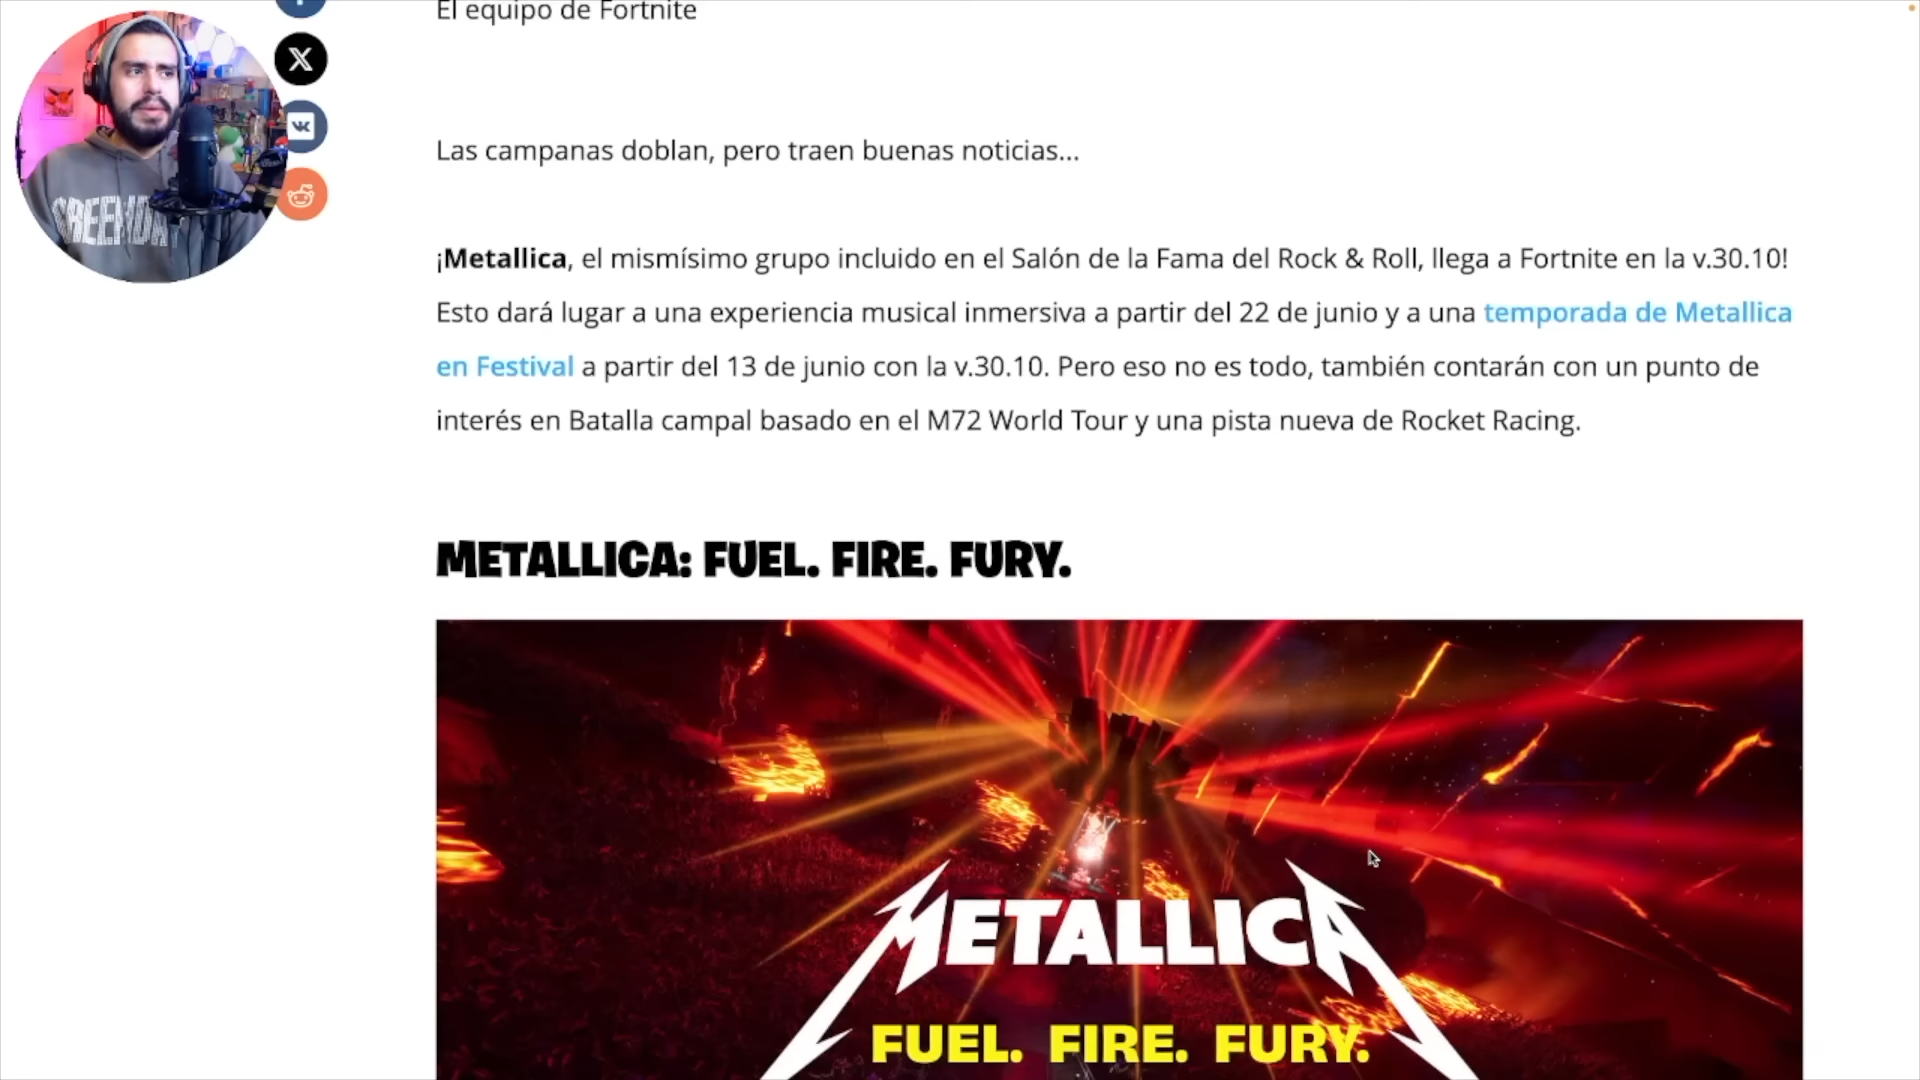 El equipo de Fortnite
GREEN DAY
Las campanas doblan, pero traen buenas noticias...
¡Metallica, el mismísimo grupo incluido en el Salón de la Fama del Rock & Roll, llega a Fortnite en la v.30.10!
Esto dará lugar a una experiencia musical inmersiva a partir del 22 de junio y a una temporada de Metallica
en Festival a partir del 13 de junio con la v.30.10. Pero eso no es todo, también contarán con un punto de
interés en Batalla campal basado en el M72 World Tour y una pista nueva de Rocket Racing.
METALLICA: FUEL. FIRE. FURY.
METALLICA
FUEL. FIRE. FURY.